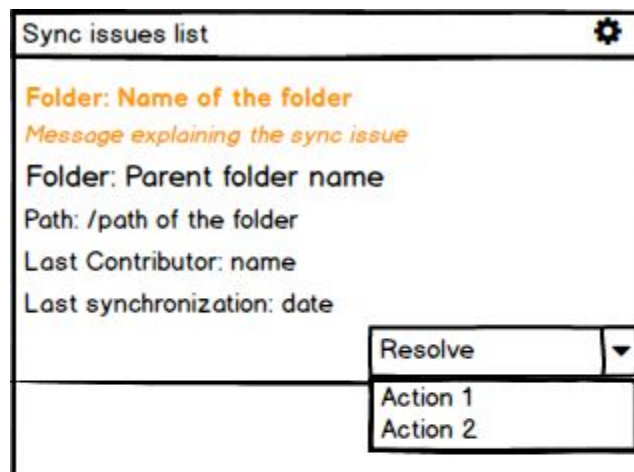 Sync issues list
Folder: Name of the folder
Message explaining the sync issue
Folder: Parent folder name
Path: /path of the folder
Last Contributor: name
Last synchronization: date
Resolve
Action 1
Action 2